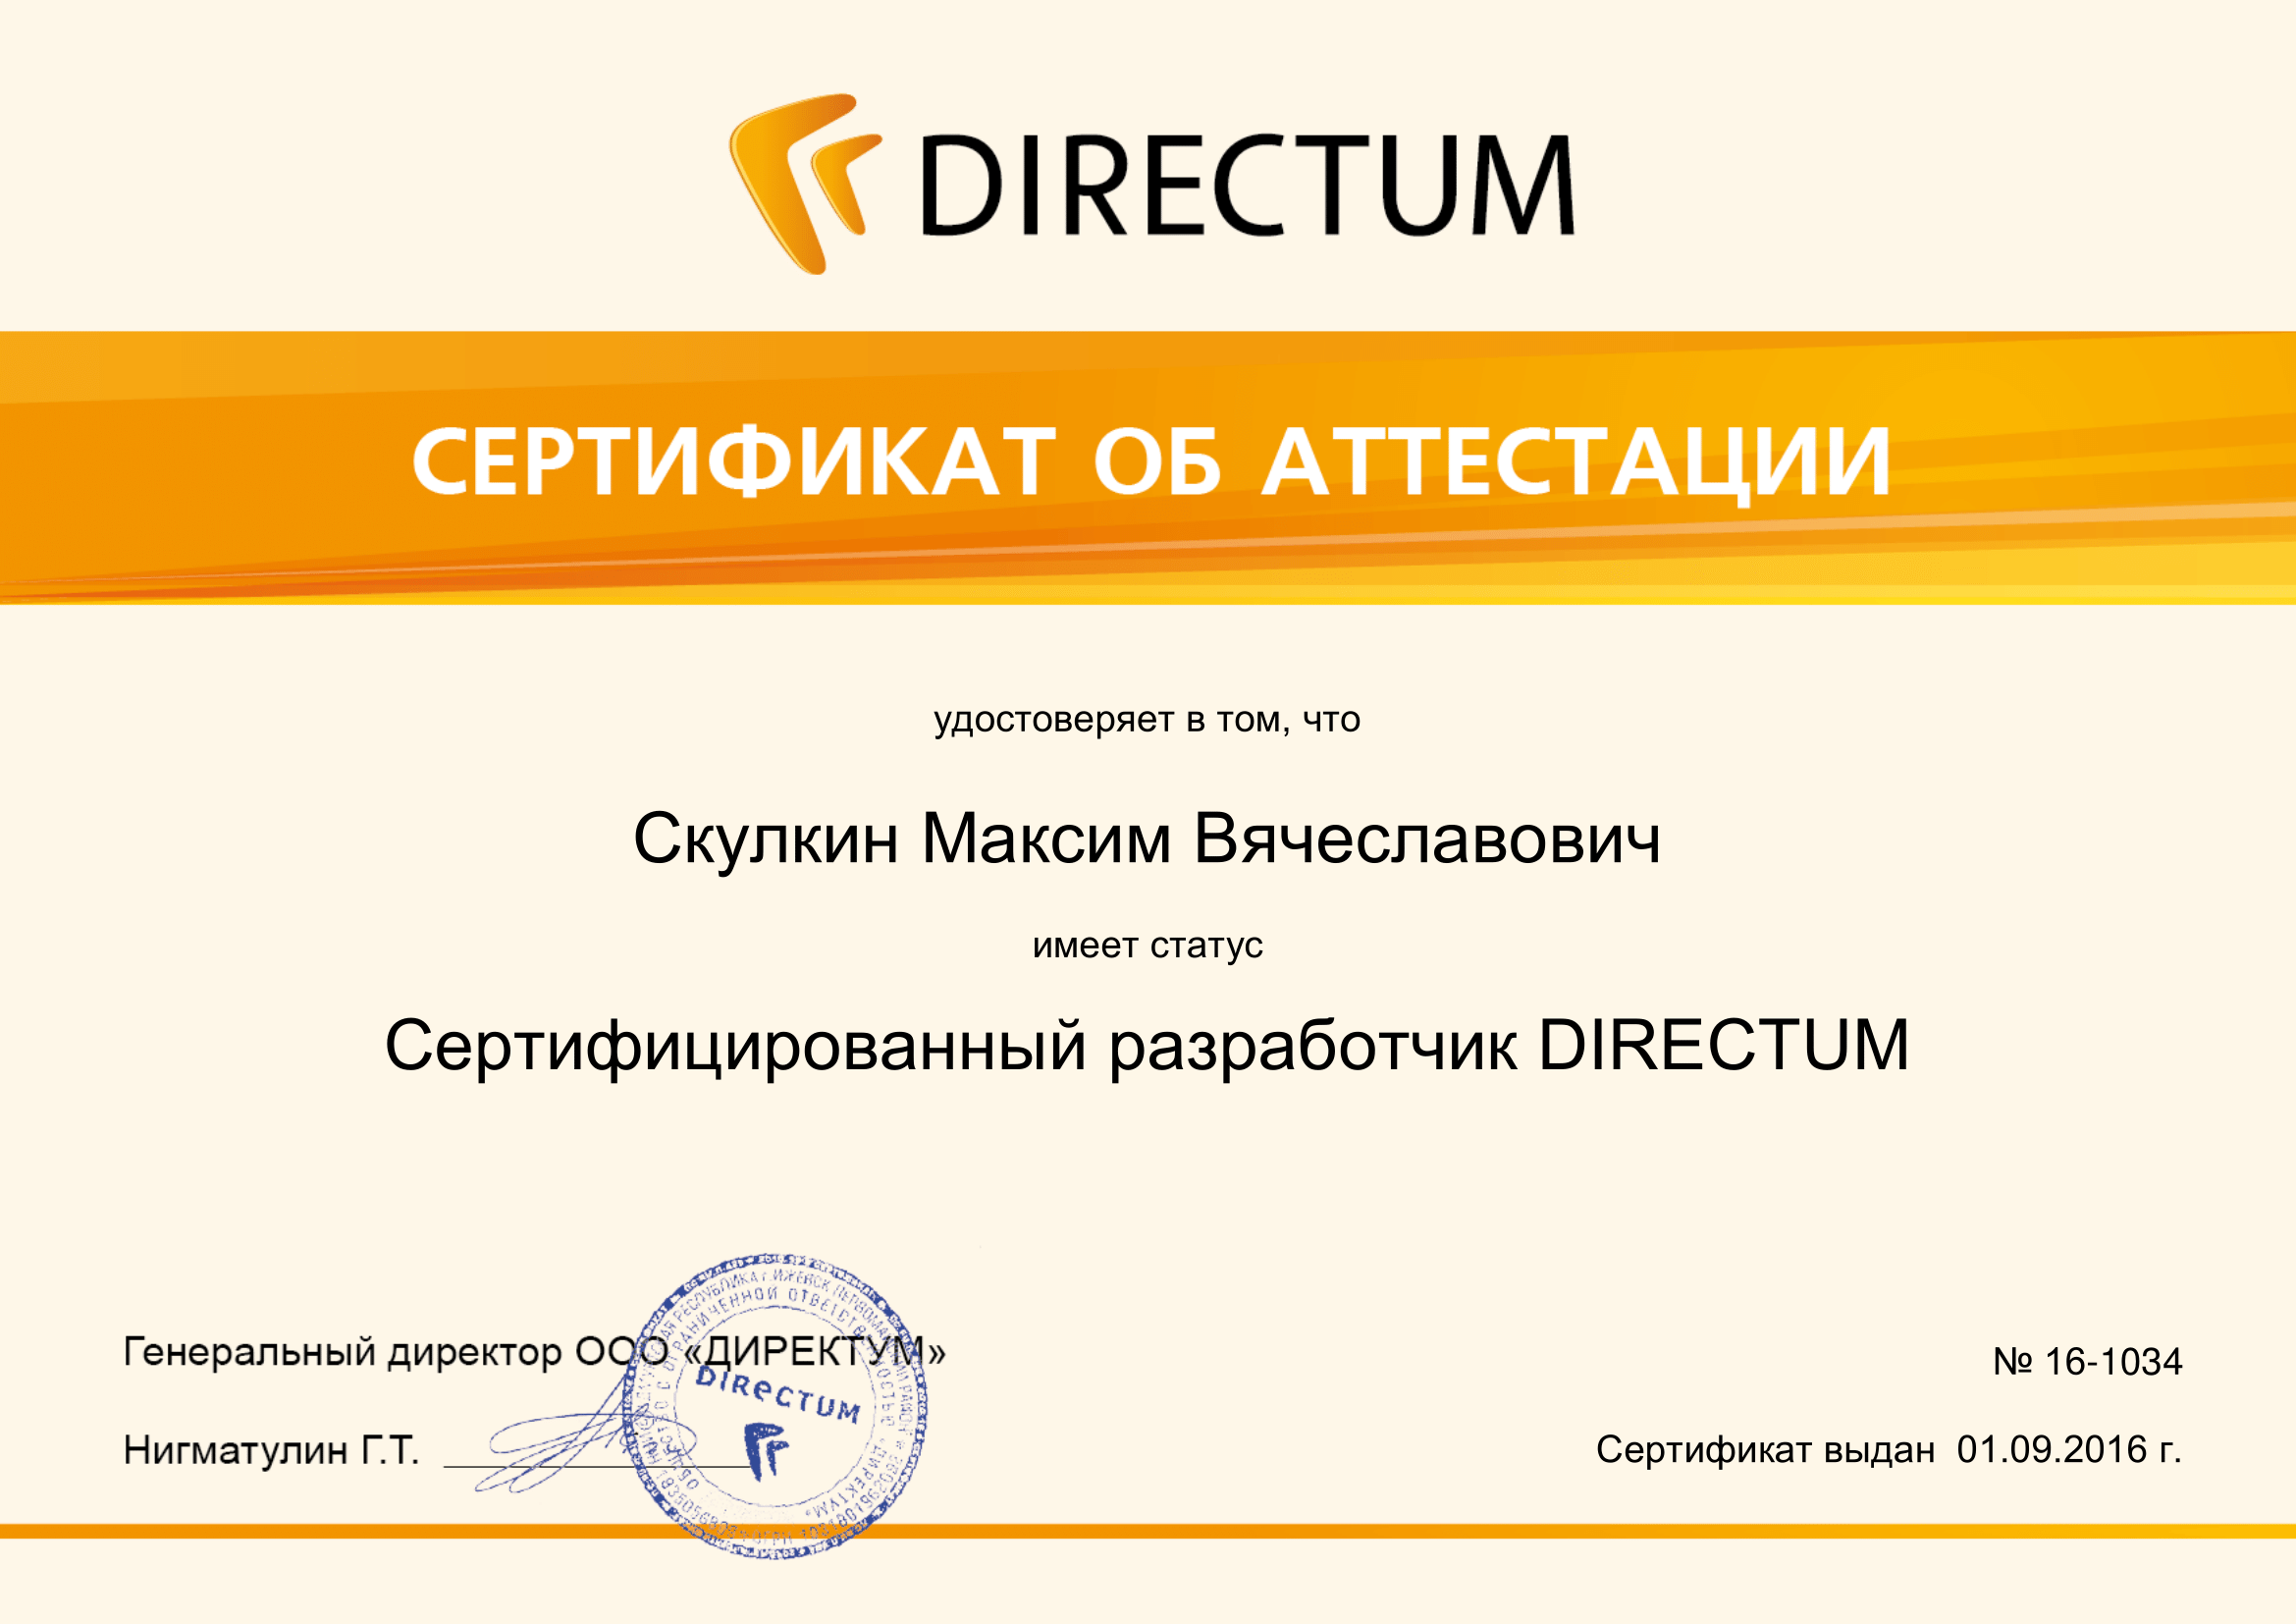 DIRECTUM
СЕРТИФИКАТ ОБ АТТЕСТАЦИИ
удостоверяет в том, что
Скулкин Максим Вячеславович
имеет статус
Сертифицированный разработчик DIRECTUM
Генеральный директор ООО «ДИРЕКТУМ»
DIRECTUM
№ 16-1034
Нигматулин Г.Т.
Сертификат выдан 01.09.2016 г.